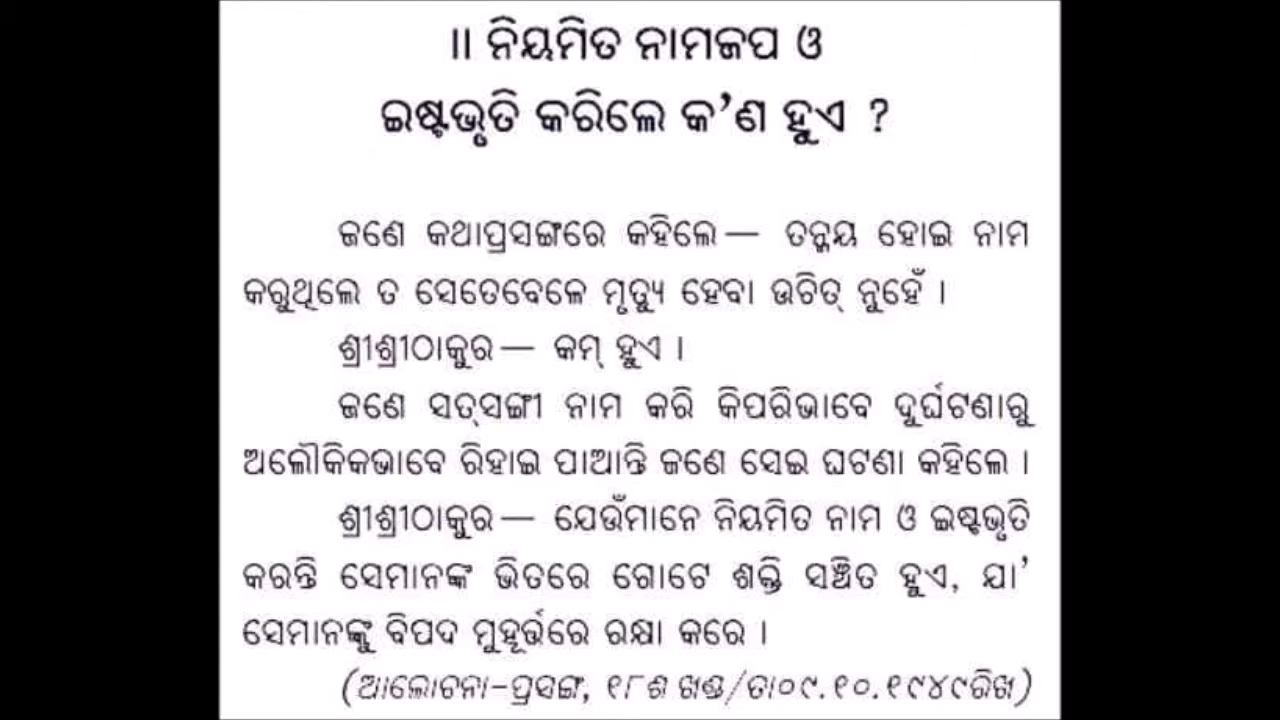 ॥ ନିୟମିତ ନାମଜପ ଓ
ଇଷ୍ଟଭୃତି କରିଲେ କ’ଣ ହୁଏ ?
ଜଣେ କଥାପ୍ରସଙ୍ଗରେ କହିଲେ— ତନ୍ମୟ ହୋଇ ନାମ
କରୁଥିଲେ ତ ସେତେବେଳେ ମୃତ୍ୟୁ ହେବା ଉଚିତ୍ ନୁହେଁ ।
ଶ୍ରୀଶ୍ରୀଠାକୁର— କମ୍ ହୁଏ ।
ଜଣେ ସତ୍‌ସଙ୍ଗୀ ନାମ କରି କିପରିଭାବେ ଦୁର୍ଘଟଣାରୁ
ଅଲୌକିକଭାବେ ରିହାଇ ପାଆନ୍ତି ଜଣେ ସେଇ ଘଟଣା କହିଲେ ।
ଶ୍ରୀଶ୍ରୀଠାକୁର— ଯେଉଁମାନେ ନିୟମିତ ନାମ ଓ ଇଷ୍ଟଭୃତି
କରନ୍ତି ସେମାନଙ୍କ ଭିତରେ ଗୋଟେ ଶକ୍ତି ସଞ୍ଚିତ ହୁଏ, ଯା’
ସେମାନଙ୍କୁ ବିପଦ ମୁହୂର୍ତ୍ତରେ ରକ୍ଷା କରେ ।
(ଆଲୋଚନା-ପ୍ରସଙ୍ଗ, ୧୮ଶ ଖଣ୍ଡ/ତା୦୯.୧୦.୧୯୪୯ରିଖ)